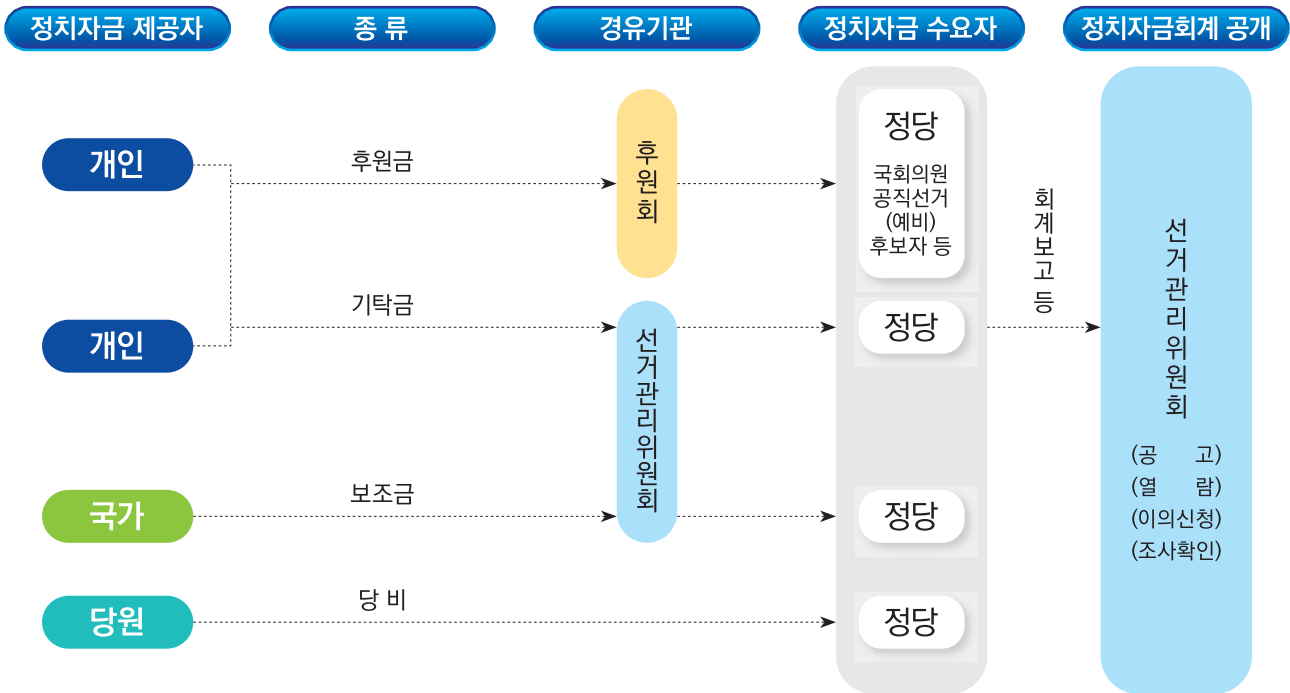 정치자금 제공자
종 류
경유기관
정치자금 수요자
정치자금회계 공개
개인
후원금
후원회
정당
국회의원
공직선거
(예비)
후보자 등
개인
기탁금
선거관리위원회
정당
회계보고 등
선거관리위원회
(공 고)
(열 람)
(이의신청)
(조사확인)
국가
보조금
정당
당원
당 비
정당